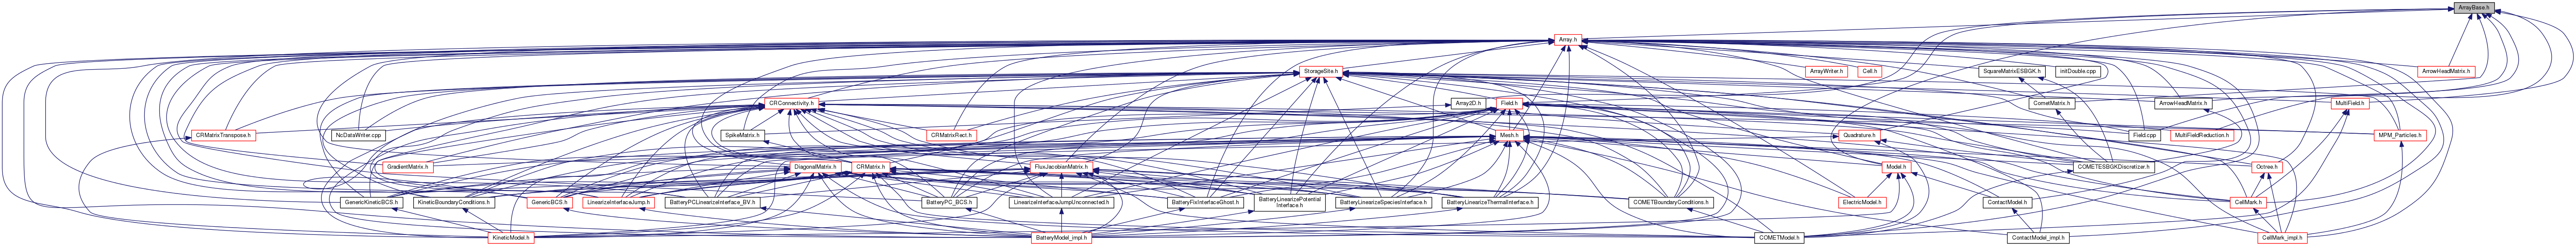 ArrayBase.h
Array.h
StorageSite.h
ArrayWriter.h
Cell.h
SquareMatrixESBGK.h
initDouble.cpp
ArrowHeadMatrix.h
CRConnectivity.h
Array2D.h
Field.h
CometMatrix.h
ArrowHeadMatrix.h
MultiField.h
CRMatrixTranspose.h
NcDataWriter.cpp
SpikeMatrix.h
CRMatrixRect.h
Mesh.h
Quadrature.h
Field.cpp
MultiFieldReduction.h
MPM_Particles.h
GradientMatrix.h
DiagonalMatrix.h
CRMatrix.h
FluxJacobianMatrix.h
Model.h
COMETESBGKDiscretizer.h
Octree.h
GenericKineticBCS.h
KineticBoundaryConditions.h
GenericBCS.h
LinearizeInterfaceJump.h
BatteryPCLinearizeInterface_BV.h
BatteryPC_BCS.h
LinearizeInterfaceJumpUnconnected.h
BatteryFixInterfaceGhost.h
BatteryLinearizePotential
Interface.h
BatteryLinearizeSpeciesInterface.h
BatteryLinearizeThermalInterface.h
COMETBoundaryConditions.h
ElectricModel.h
ContactModel.h
CellMark.h
KineticModel.h
BatteryModel_impl.h
COMETModel.h
ContactModel_impl.h
CellMark_impl.h